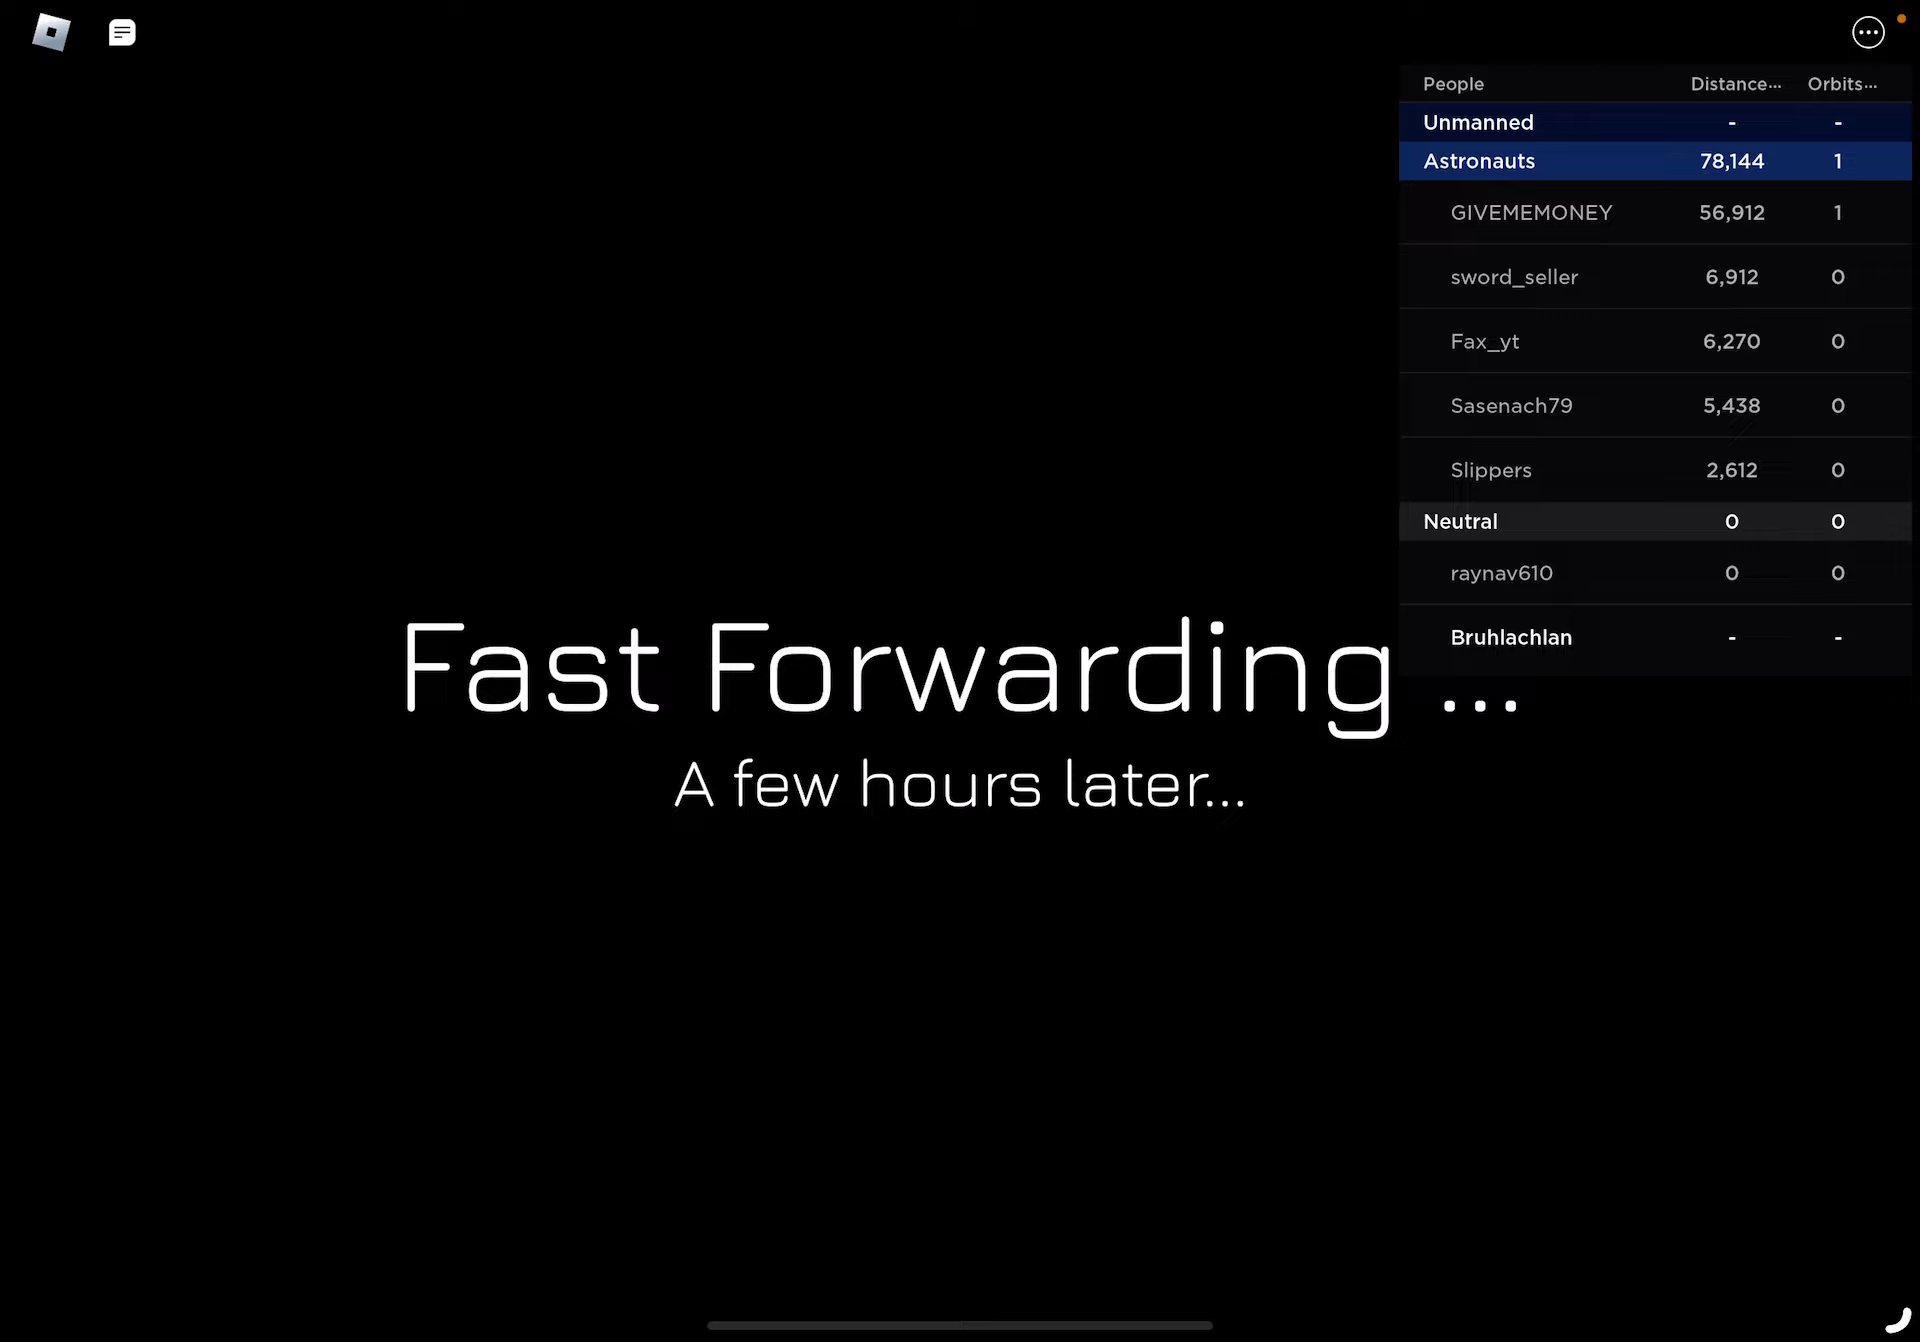 People Distance... Orbits...
Unmanned - -
Astronauts 78,144 1
GIVEMEMONEY 56,912 1
sword_seller 6,912 0
Fax_yt 6,270 0
Sasenach79 5,438 0
Slippers 2,612 0
Neutral 0 0
raynav610 0 0
Bruhlachlan - -
Fast Forwarding ...
A few hours later...